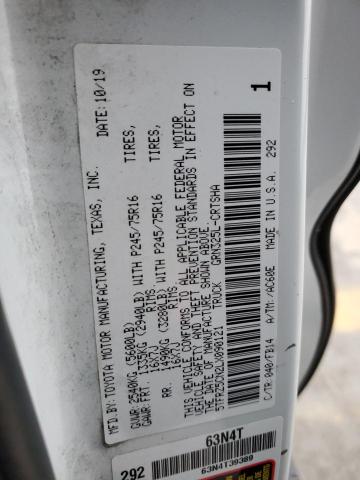 MFD. BY: TOYOTA MOTOR MANUFACTURING, TEXAS, INC. DATE: 10/19
GVWR: 2540KG (5600LB)
GAWR: FRT. 1335KG (2940LB) WITH P245/75R16 TIRES,
16X7J RIMS
RR. 1490KG (3280LB) WITH P245/75R16 TIRES,
16X7J RIMS
THIS VEHICLE CONFORMS TO ALL APPLICABLE FEDERAL MOTOR
VEHICLE SAFETY AND THEFT PREVENTION STANDARDS IN EFFECT ON
THE DATE OF MANUFACTURE SHOWN ABOVE.
5TFRZ5CN2LX090121 TRUCK GRN325L-CRTSHA
1
C/TR:040/FB14 A/TM:/AC60E MADE IN U.S.A. 292
292
63N4T
63N4T39389